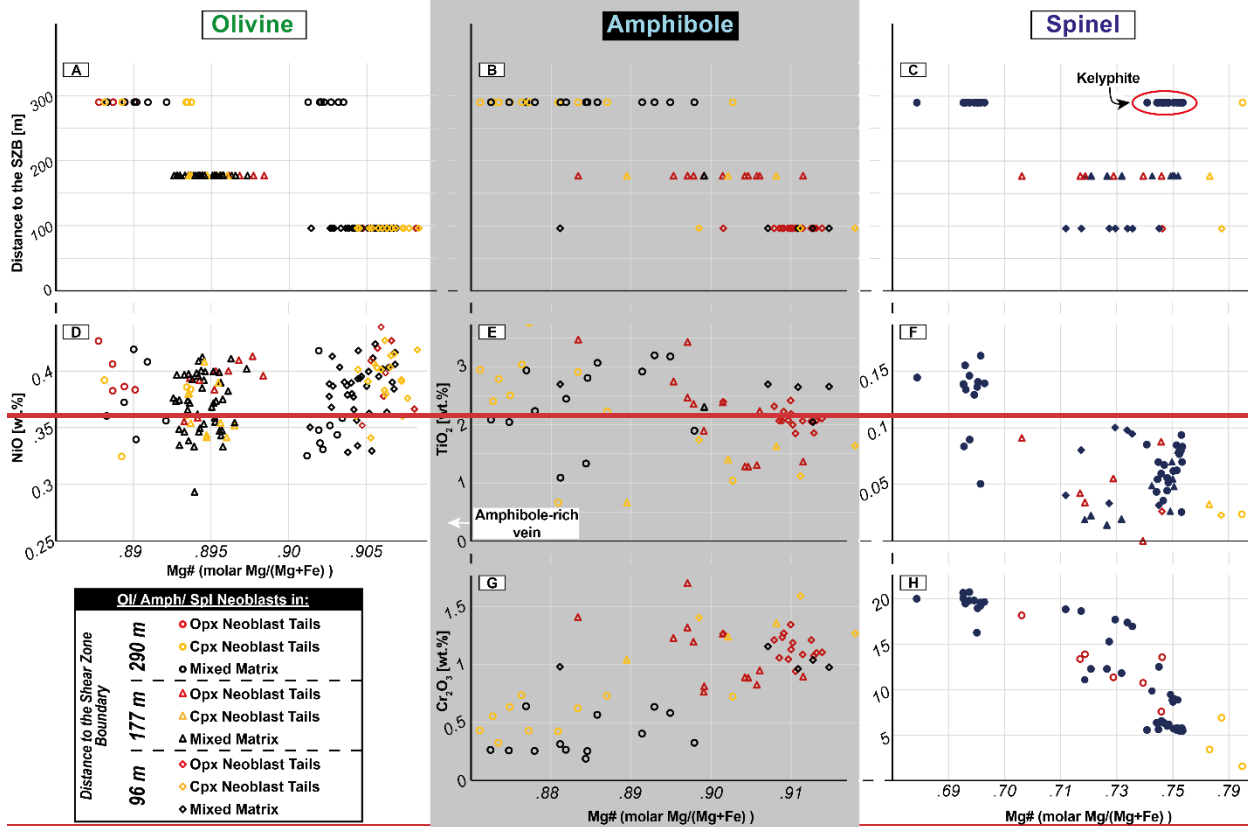 Olivine
Amphibole
Spinel
A
B
C
Kelyphite
Distance to the SZB [m]
300
200
100
0
D
E
F
NiO [wt.%]
0.4
0.35
0.3
0.25
TiO2 [wt.%]
3
2
1
0
0.15
0.1
0.05
Amphibole-rich
vein
.89
.895
.90
.905
Mg# (molar Mg/(Mg+Fe) )
G
H
Cr2O3 [wt.%]
1.5
1
0.5
0
20
15
10
5
.88
.89
.90
.91
Mg# (molar Mg/(Mg+Fe) )
.69
.70
.72
.75
.79
Mg# (molar Mg/(Mg+Fe) )
Ol/ Amph/ Spl Neoblasts in:
Distance to the Shear Zone
Boundary
290 m
Opx Neoblast Tails
Cpx Neoblast Tails
Mixed Matrix
177 m
Opx Neoblast Tails
Cpx Neoblast Tails
Mixed Matrix
96 m
Opx Neoblast Tails
Cpx Neoblast Tails
Mixed Matrix